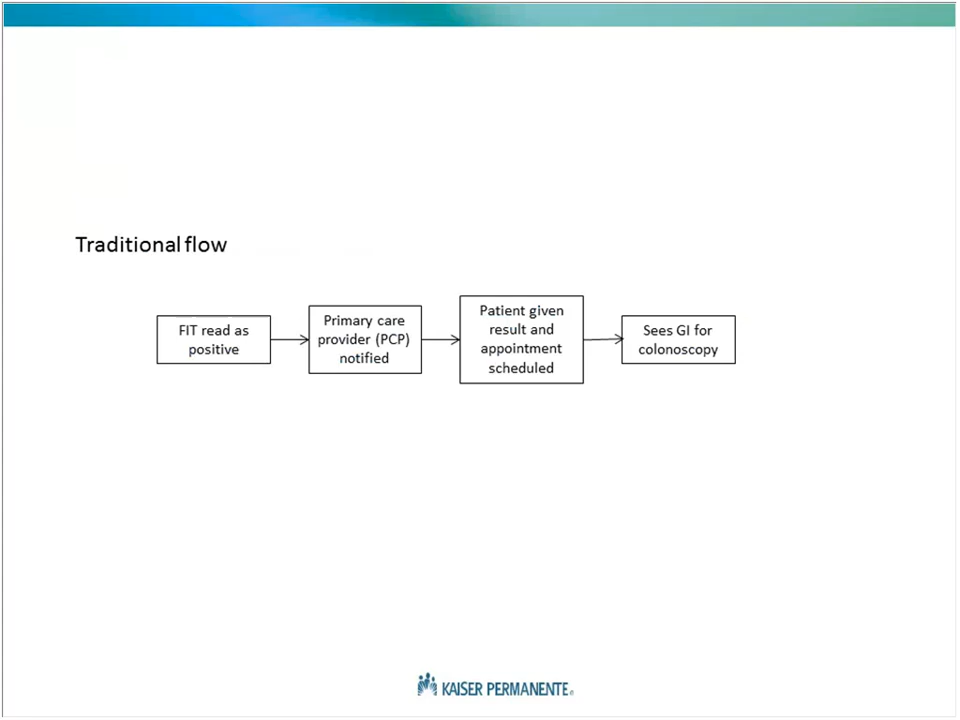 Traditional flow
FIT read as
positive
Primary care
provider (PCP)
notified
Patient given
result and
appointment
scheduled
Sees GI for
colonoscopy
KAISER PERMANENTE®